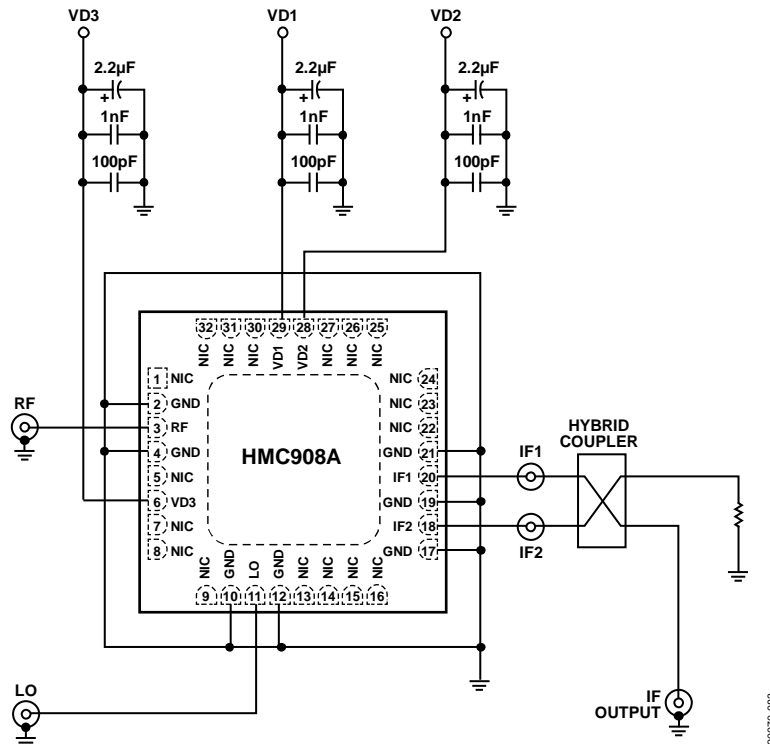 VD3
VD1
VD2
2.2µF
2.2µF
2.2µF
+
+
+
1nF
1nF
1nF
100pF
100pF
100pF
32 31 30 29 28 27 26 25
NIC NIC NIC VD1 VD2 NIC NIC NIC
1 NIC
2 GND
3 RF
4 GND
5 NIC
6 VD3
7 NIC
8 NIC
RF
HMC908A
NIC 24
NIC 23
NIC 22
GND 21
IF1 20
GND 19
IF2 18
GND 17
NIC GND LO GND NIC NIC NIC NIC
9 10 11 12 13 14 15 16
IF1
IF2
HYBRID
COUPLER
LO
IF
OUTPUT